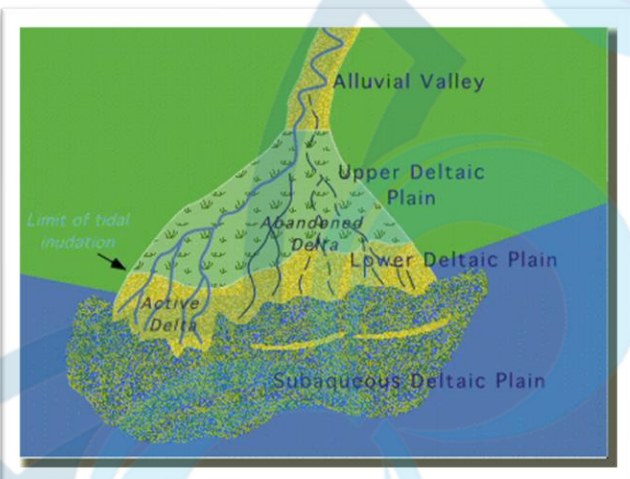 Alluvial Valley
Upper Deltaic
Plain
Limit of tidal
inudation
Abandoned
Delta
Lower Deltaic Plain
Active
Delta
Subaqueous Deltaic Plain